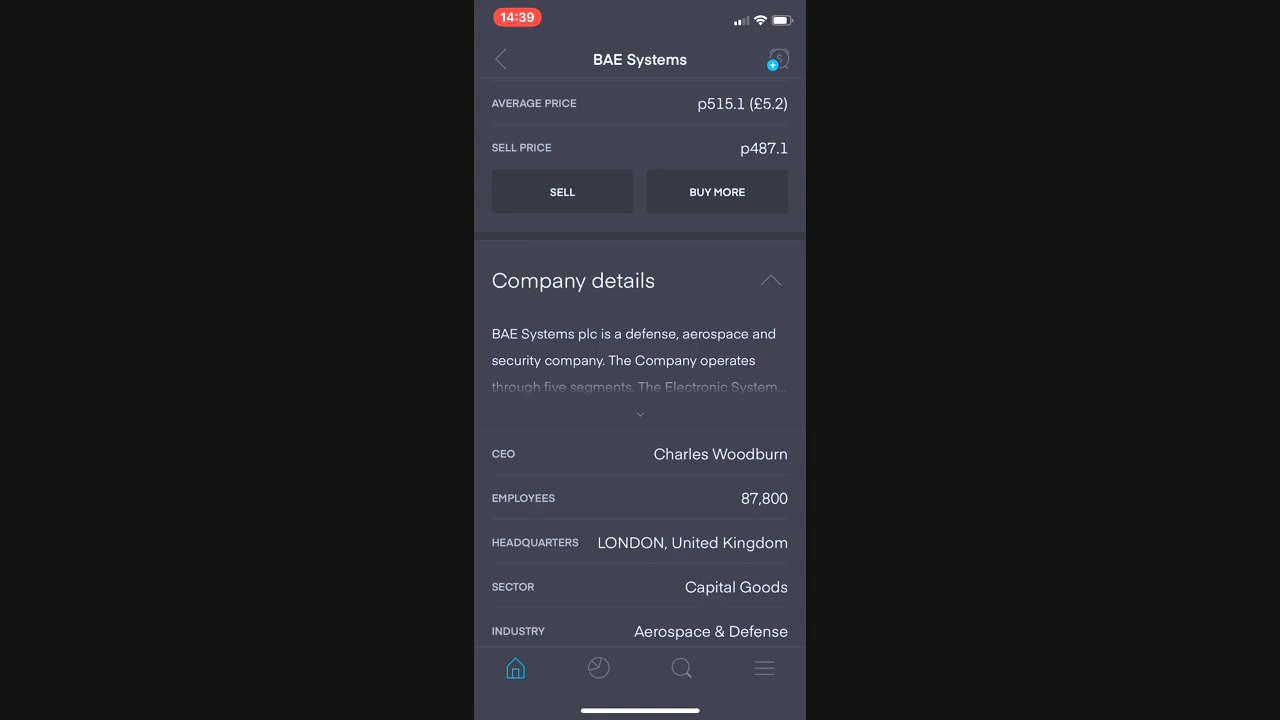 14:39
BAE Systems
AVERAGE PRICE p515.1 (£5.2)
SELL PRICE p487.1
SELL BUY MORE
Company details
BAE Systems plc is a defense, aerospace and
security company. The Company operates
through five segments. The Electronic System...
CEO Charles Woodburn
EMPLOYEES 87,800
HEADQUARTERS LONDON, United Kingdom
SECTOR Capital Goods
INDUSTRY Aerospace & Defense